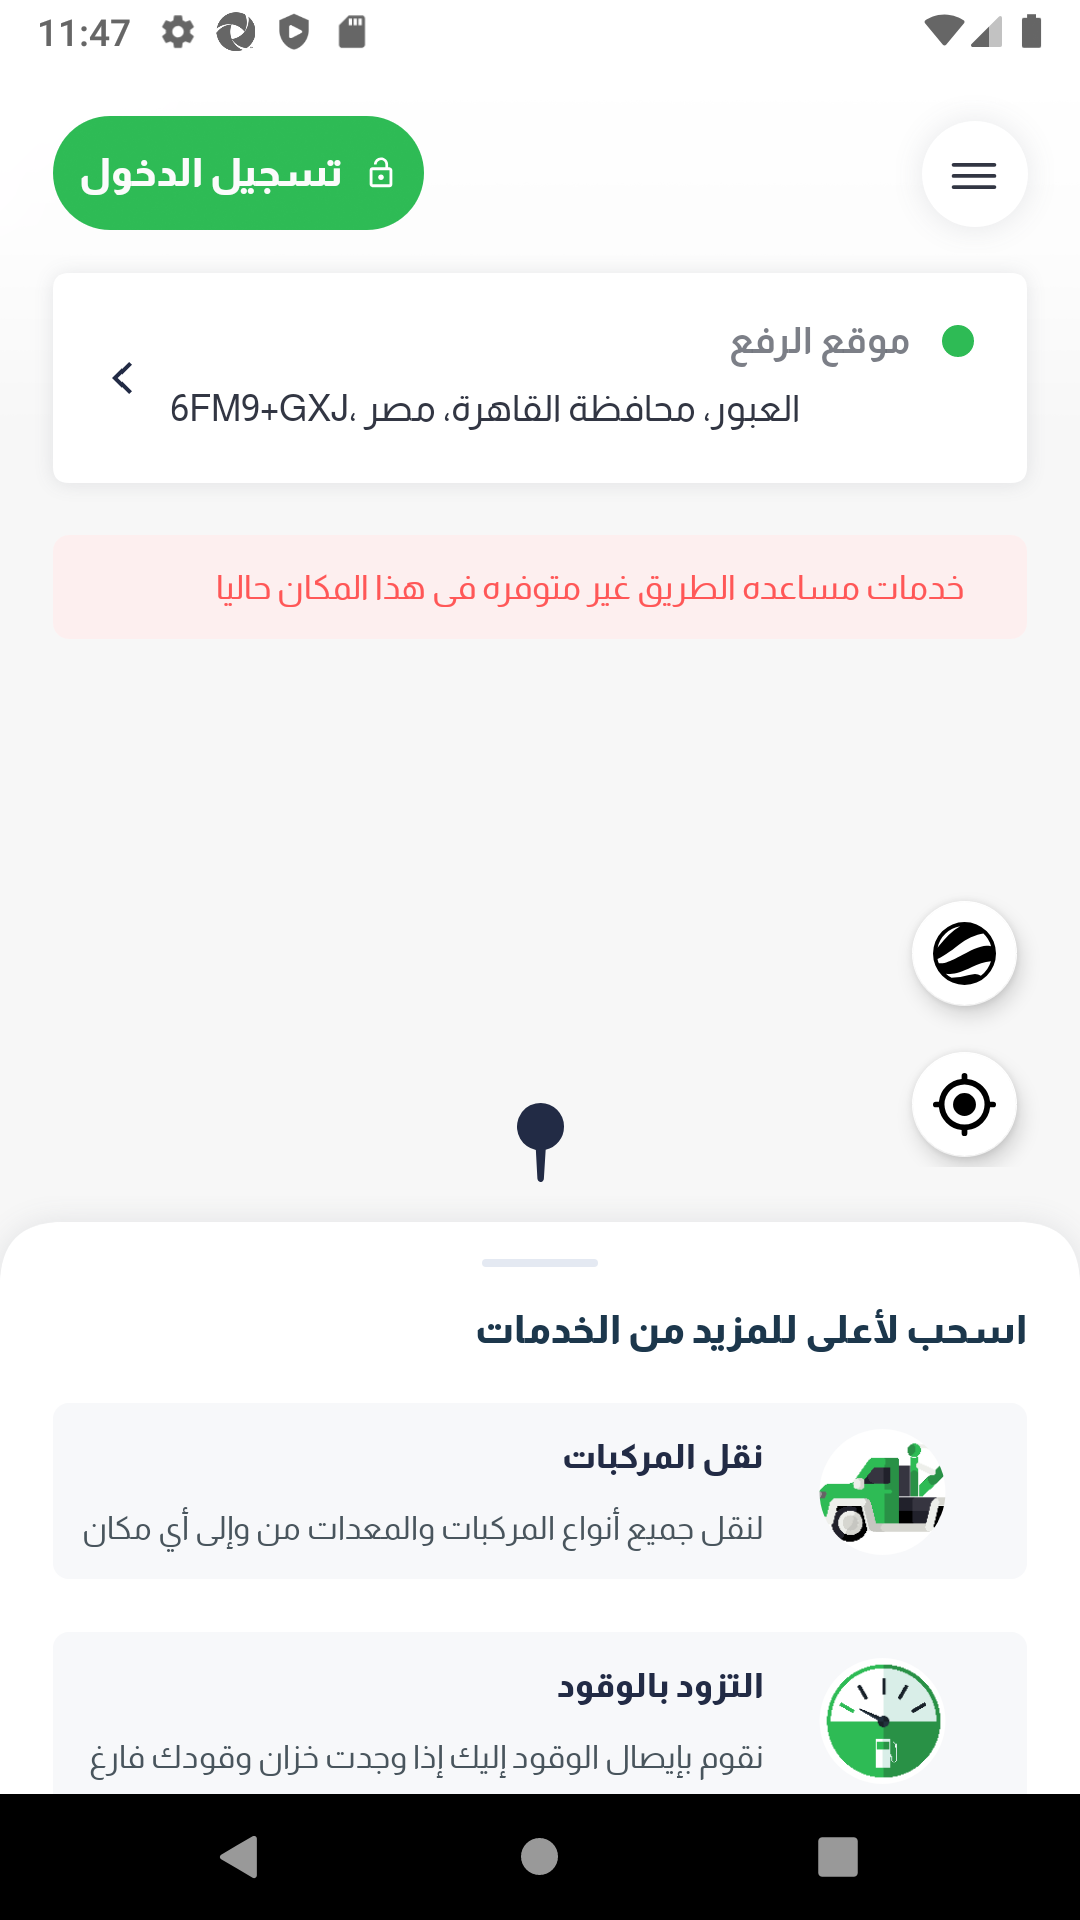 11:47
تسجيل الدخول
موقع الرفع
6FM9+GXJ، العبور، محافظة القاهرة، مصر
خدمات مساعده الطريق غير متوفره فى هذا المكان حاليا
اسحب لأعلى للمزيد من الخدمات
نقل المركبات
لنقل جميع أنواع المركبات والمعدات من وإلى أي مكان
التزود بالوقود
نقوم بإيصال الوقود إليك إذا وجدت خزان وقودك فارغ